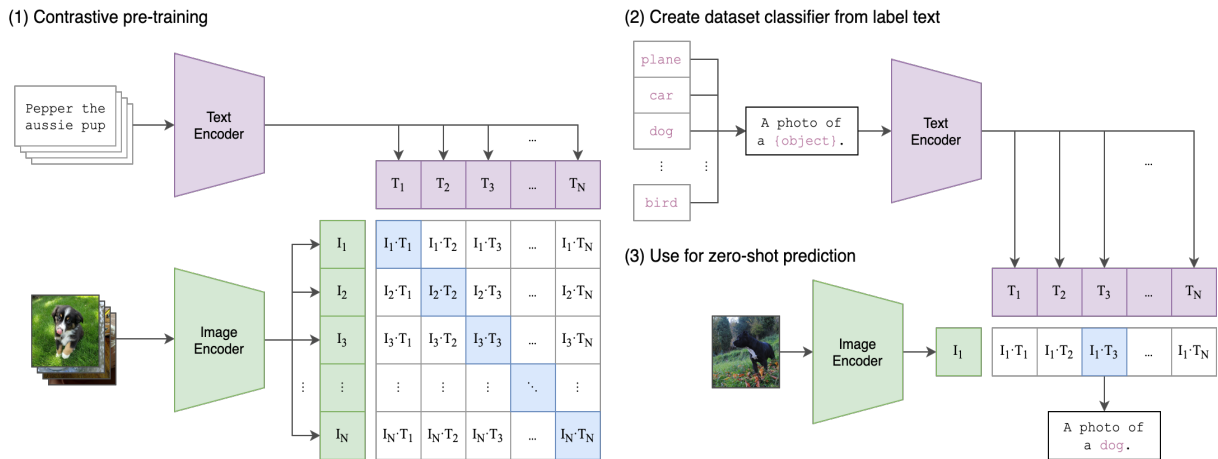 (1) Contrastive pre-training
Pepper the
aussie pup
Text
Encoder
...
T1 T2 T3 ... TN
Image
Encoder
I1 I1·T1 I1·T2 I1·T3 ... I1·TN
I2 I2·T1 I2·T2 I2·T3 ... I2·TN
I3 I3·T1 I3·T2 I3·T3 ... I3·TN
⋮ ⋮ ⋮ ⋮ ⋮ ⋱ ⋮
IN IN·T1 IN·T2 IN·T3 ... IN·TN
(2) Create dataset classifier from label text
plane
car
dog
⋮ ⋮
bird
A photo of
a {object}.
Text
Encoder
...
(3) Use for zero-shot prediction
T1 T2 T3 ... TN
Image
Encoder
I1 I1·T1 I1·T2 I1·T3 ... I1·TN
A photo of
a dog.